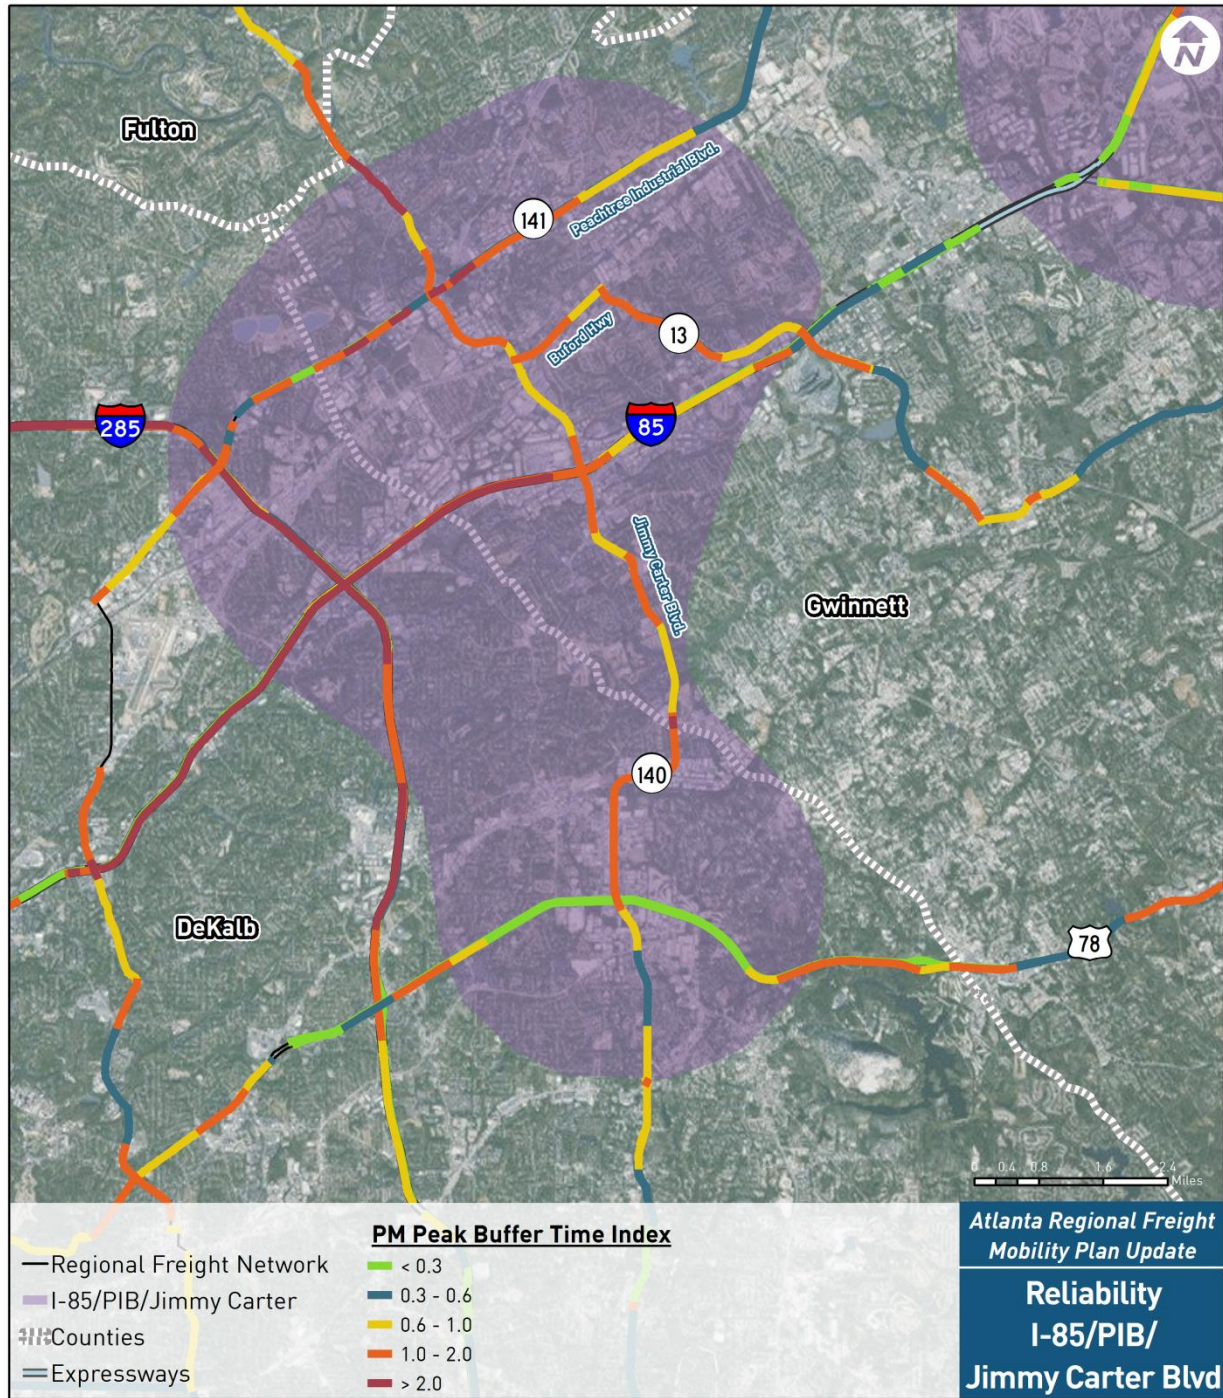 N
Fulton
141
Peachtree Industrial Blvd.
13
Buford Hwy
285
85
Jimmy Carter Blvd.
Gwinnett
140
DeKalb
78
0 0.4 0.8 1.6 2.4
Miles
Regional Freight Network
I-85/PIB/Jimmy Carter
Counties
Expressways
PM Peak Buffer Time Index
< 0.3
0.3 - 0.6
0.6 - 1.0
1.0 - 2.0
> 2.0
Atlanta Regional Freight
Mobility Plan Update
Reliability
I-85/PIB/
Jimmy Carter Blvd